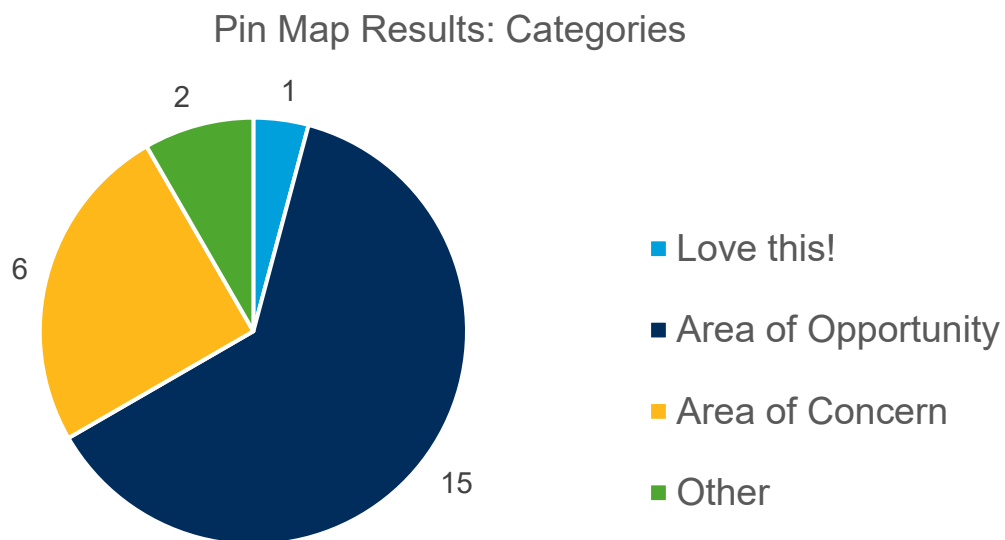 Pin Map Results: Categories
1
2
6
15
Love this!
Area of Opportunity
Area of Concern
Other